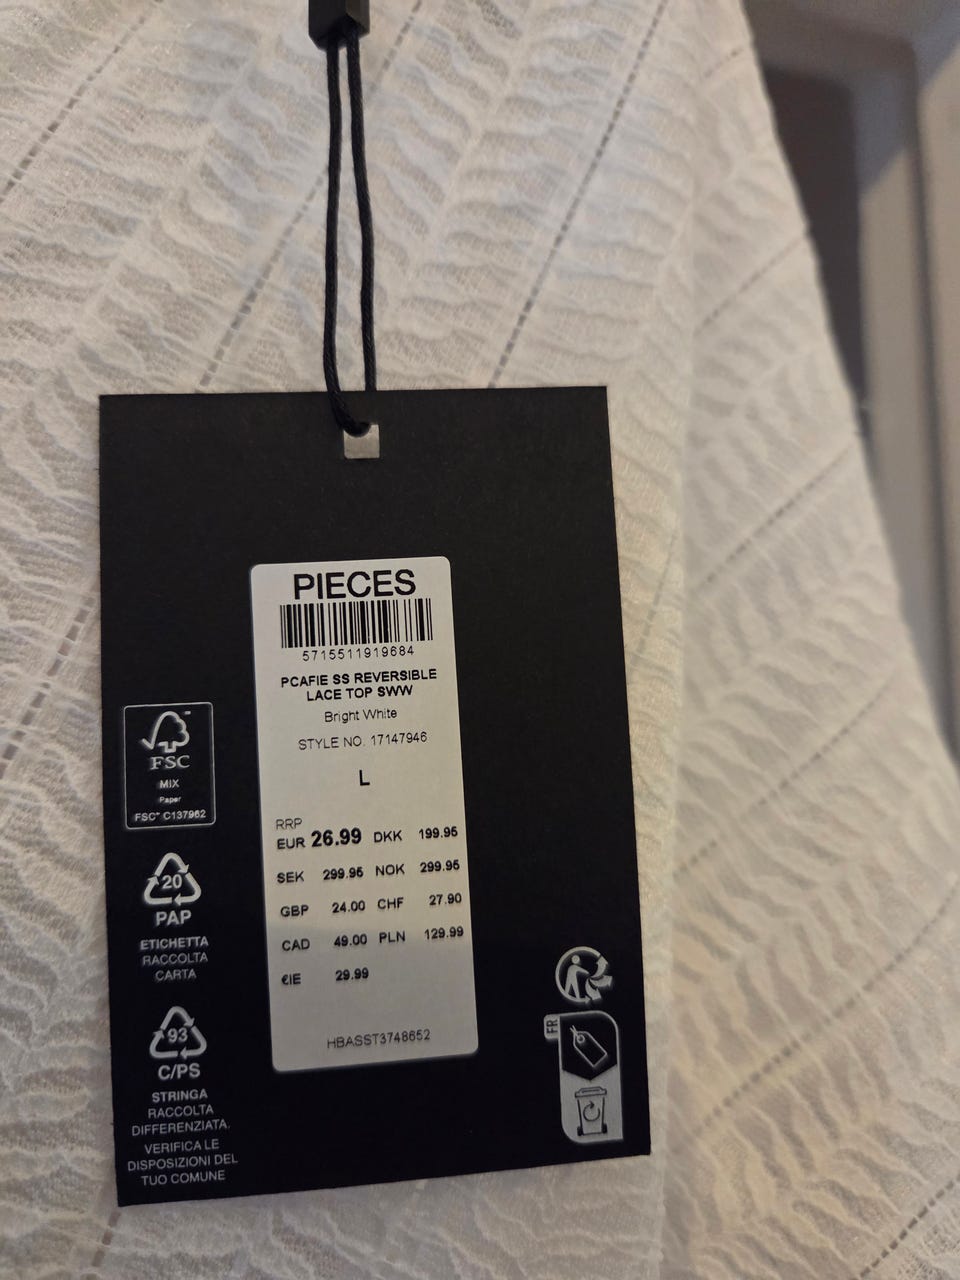 PIECES
5715511919684
PCAFIE SS REVERSIBLE
LACE TOP SWW
Bright White
STYLE NO. 17147946
L
RRP
EUR 26.99 DKK 199.95
SEK 299.95 NOK 299.95
GBP 24.00 CHF 27.90
CAD 49.00 PLN 129.99
€IE 29.99
HBASST3748652
FSC™
MIX
Paper
FSC™ C137962
20
PAP
ETICHETTA
RACCOLTA
CARTA
93
C/PS
STRINGA
RACCOLTA
DIFFERENZIATA.
VERIFICA LE
DISPOSIZIONI DEL
TUO COMUNE
FR